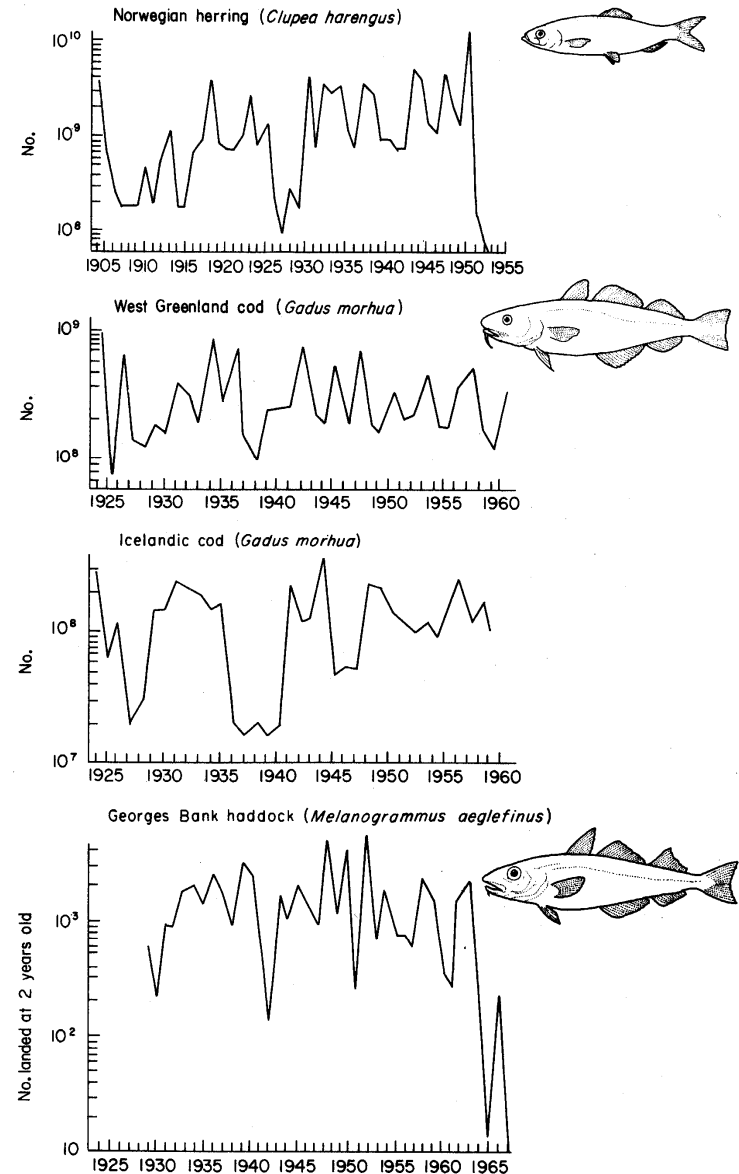 Norwegian herring (Clupea harengus)
10¹⁰
10⁹
10⁸
No.
1905 1910 1915 1920 1925 1930 1935 1940 1945 1950 1955
West Greenland cod (Gadus morhua)
10⁹
10⁸
No.
1925 1930 1935 1940 1945 1950 1955 1960
Icelandic cod (Gadus morhua)
10⁸
10⁷
No.
1925 1930 1935 1940 1945 1950 1955 1960
Georges Bank haddock (Melanogrammus aeglefinus)
10³
10²
10
No. landed at 2 years old
1925 1930 1935 1940 1945 1950 1955 1960 1965